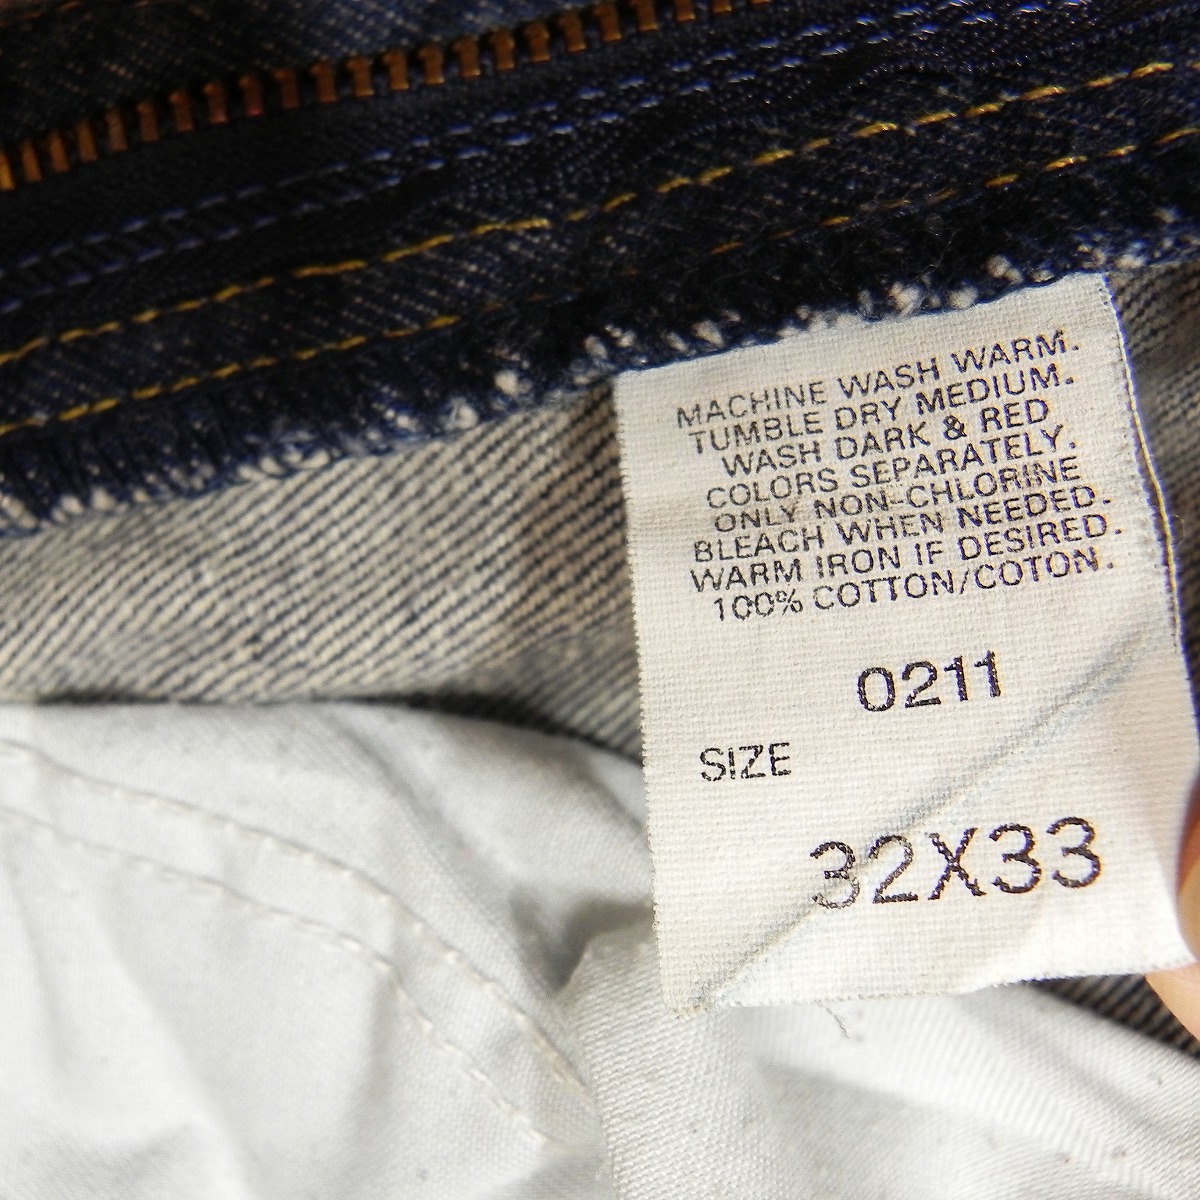 MACHINE WASH WARM.
TUMBLE DRY MEDIUM.
WASH DARK & RED
COLORS SEPARATELY.
ONLY NON-CHLORINE
BLEACH WHEN NEEDED.
WARM IRON IF DESIRED.
100% COTTON/COTON.
0211
SIZE
32X33